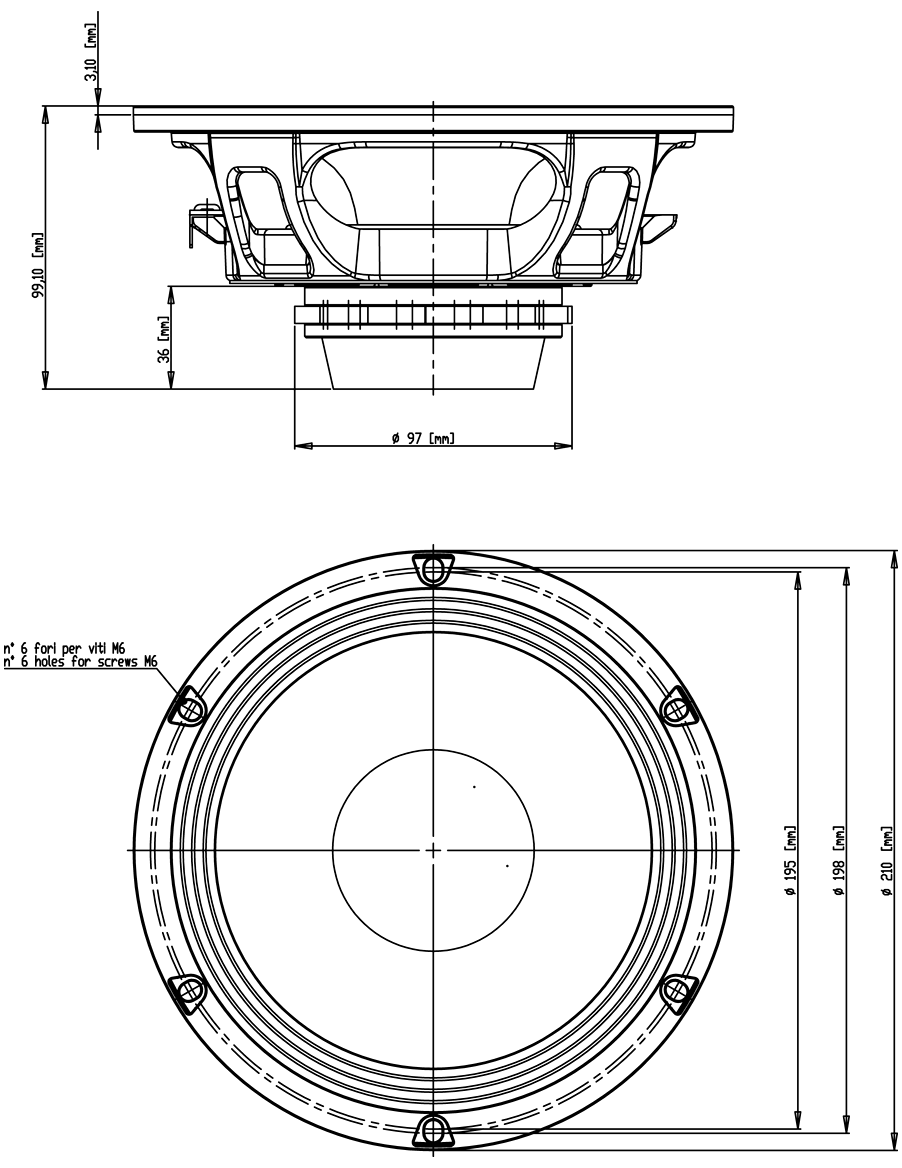 3,10 [mm]
99,10 [mm]
36 [mm]
ø 97 [mm]
n° 6 fori per viti M6
n° 6 holes for screws M6
ø 195 [mm]
ø 198 [mm]
ø 210 [mm]